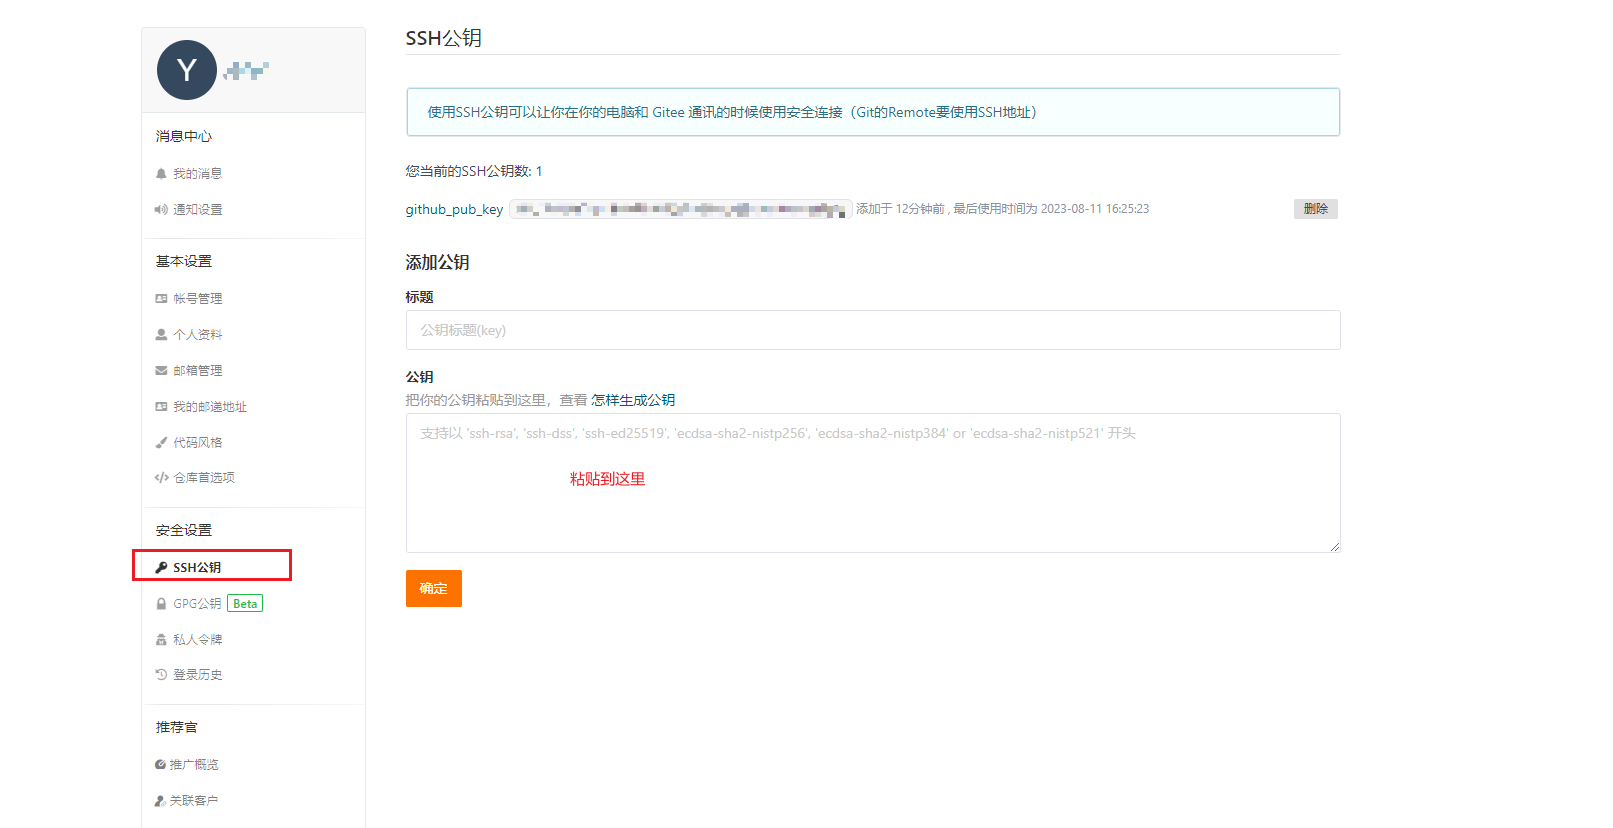 Y
消息中心
我的消息
通知设置
基本设置
帐号管理
个人资料
邮箱管理
我的邮递地址
代码风格
仓库首选项
安全设置
SSH公钥
GPG公钥 Beta
私人令牌
登录历史
推荐官
推广概览
关联客户
SSH公钥
使用SSH公钥可以让你在你的电脑和 Gitee 通讯的时候使用安全连接（Git的Remote要使用SSH地址）
您当前的SSH公钥数: 1
github_pub_key 添加于 12分钟前 , 最后使用时间为 2023-08-11 16:25:23 删除
添加公钥
标题
公钥标题(key)
公钥
把你的公钥粘贴到这里，查看 怎样生成公钥
支持以 'ssh-rsa', 'ssh-dss', 'ssh-ed25519', 'ecdsa-sha2-nistp256', 'ecdsa-sha2-nistp384' or 'ecdsa-sha2-nistp521' 开头
粘贴到这里
确定